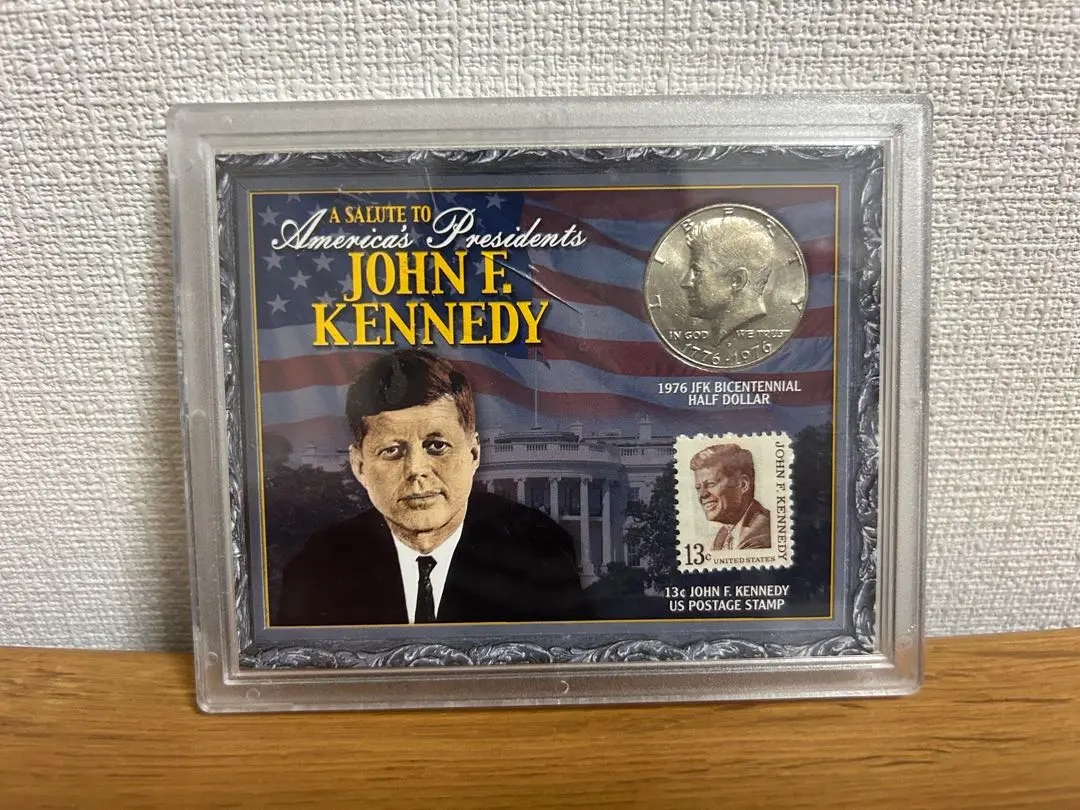 A SALUTE TO
America's Presidents
JOHN F.
KENNEDY
L I B E R T Y
IN GOD WE TRUST
1776-1976
1976 JFK BICENTENNIAL
HALF DOLLAR
JOHN F. KENNEDY
13c UNITED STATES
13¢ JOHN F. KENNEDY
US POSTAGE STAMP